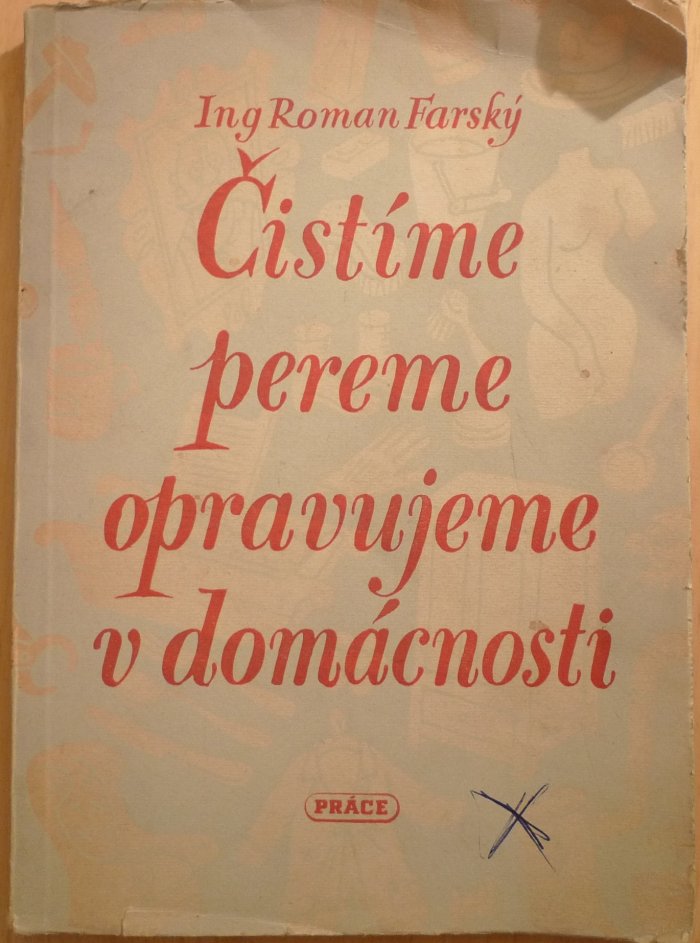 Ing Roman Farský
Čistíme
pereme
opravujeme
v domácnosti
PRÁCE